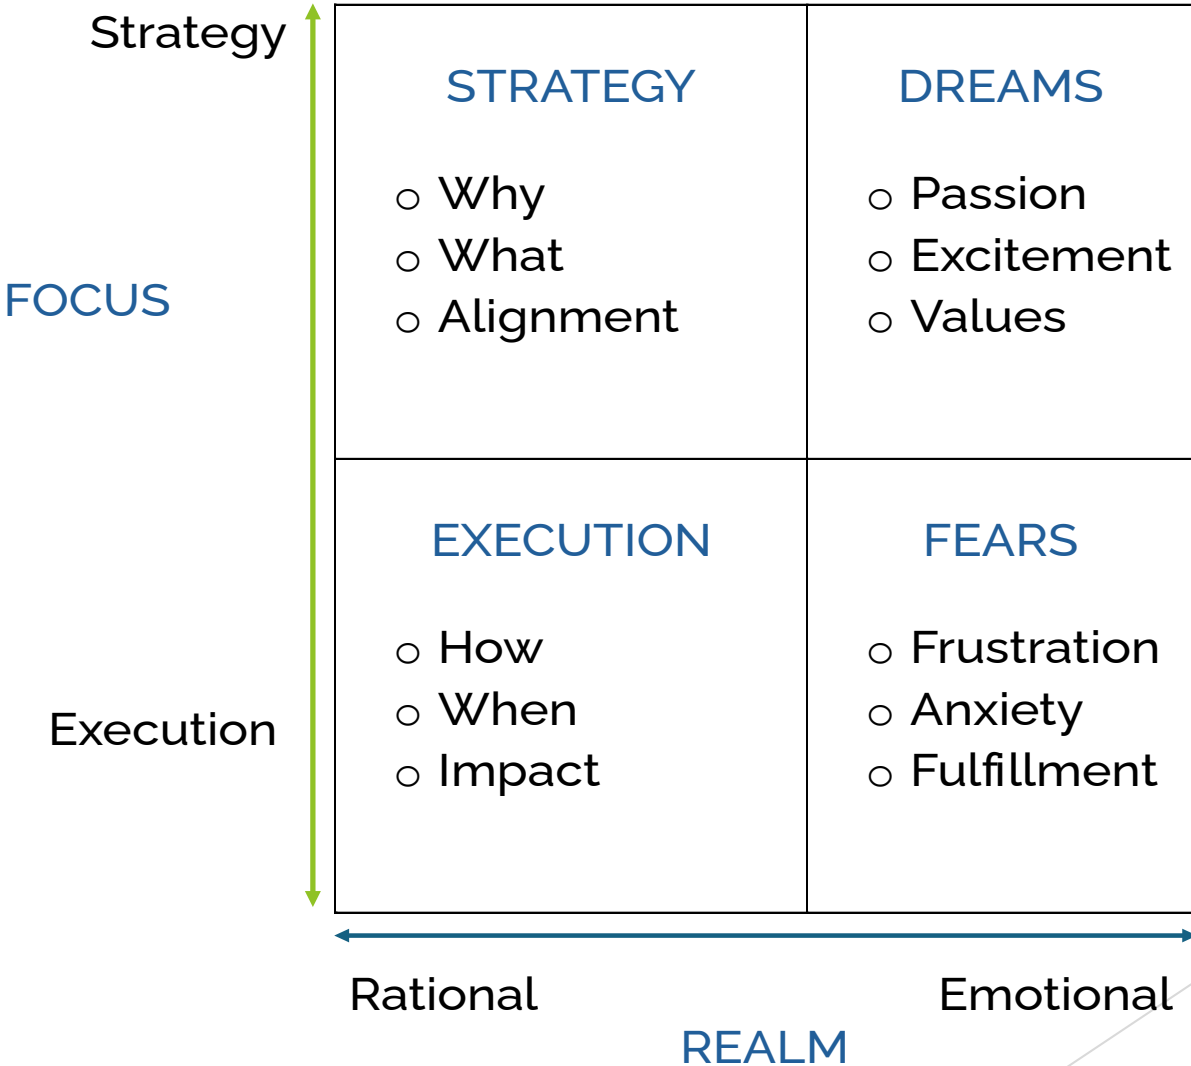 Strategy
STRATEGY
Why
What
Alignment
DREAMS
Passion
Excitement
Values
FOCUS
EXECUTION
How
When
Impact
FEARS
Frustration
Anxiety
Fulfillment
Execution
Rational
Emotional
REALM